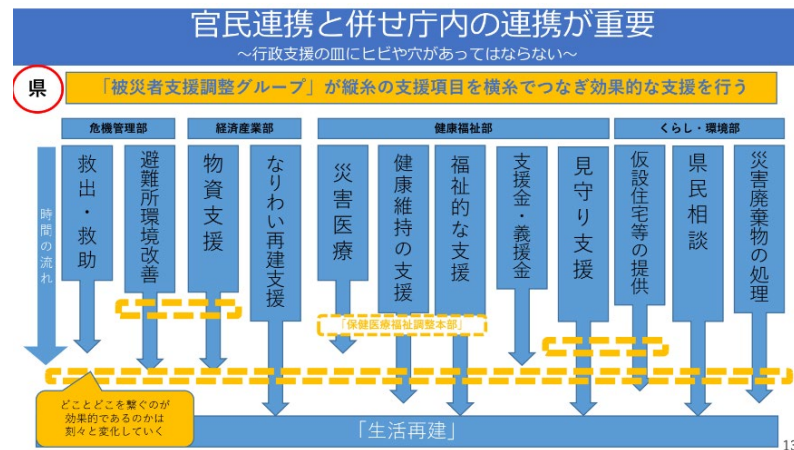 官民連携と併せ庁内の連携が重要
～行政支援の皿にヒビや穴があってはならない～
県
「被災者支援調整グループ」が縦糸の支援項目を横糸でつなぎ効果的な支援を行う
危機管理部
経済産業部
健康福祉部
くらし・環境部
時間の流れ
救出・救助
避難所環境改善
物資支援
なりわい再建支援
災害医療
健康維持の支援
福祉的な支援
支援金・義援金
見守り支援
仮設住宅等の提供
県民相談
災害廃棄物の処理
「保健医療福祉調整本部」
どことどこを繋ぐのが
効果的であるのかは
刻々と変化していく
「生活再建」
13